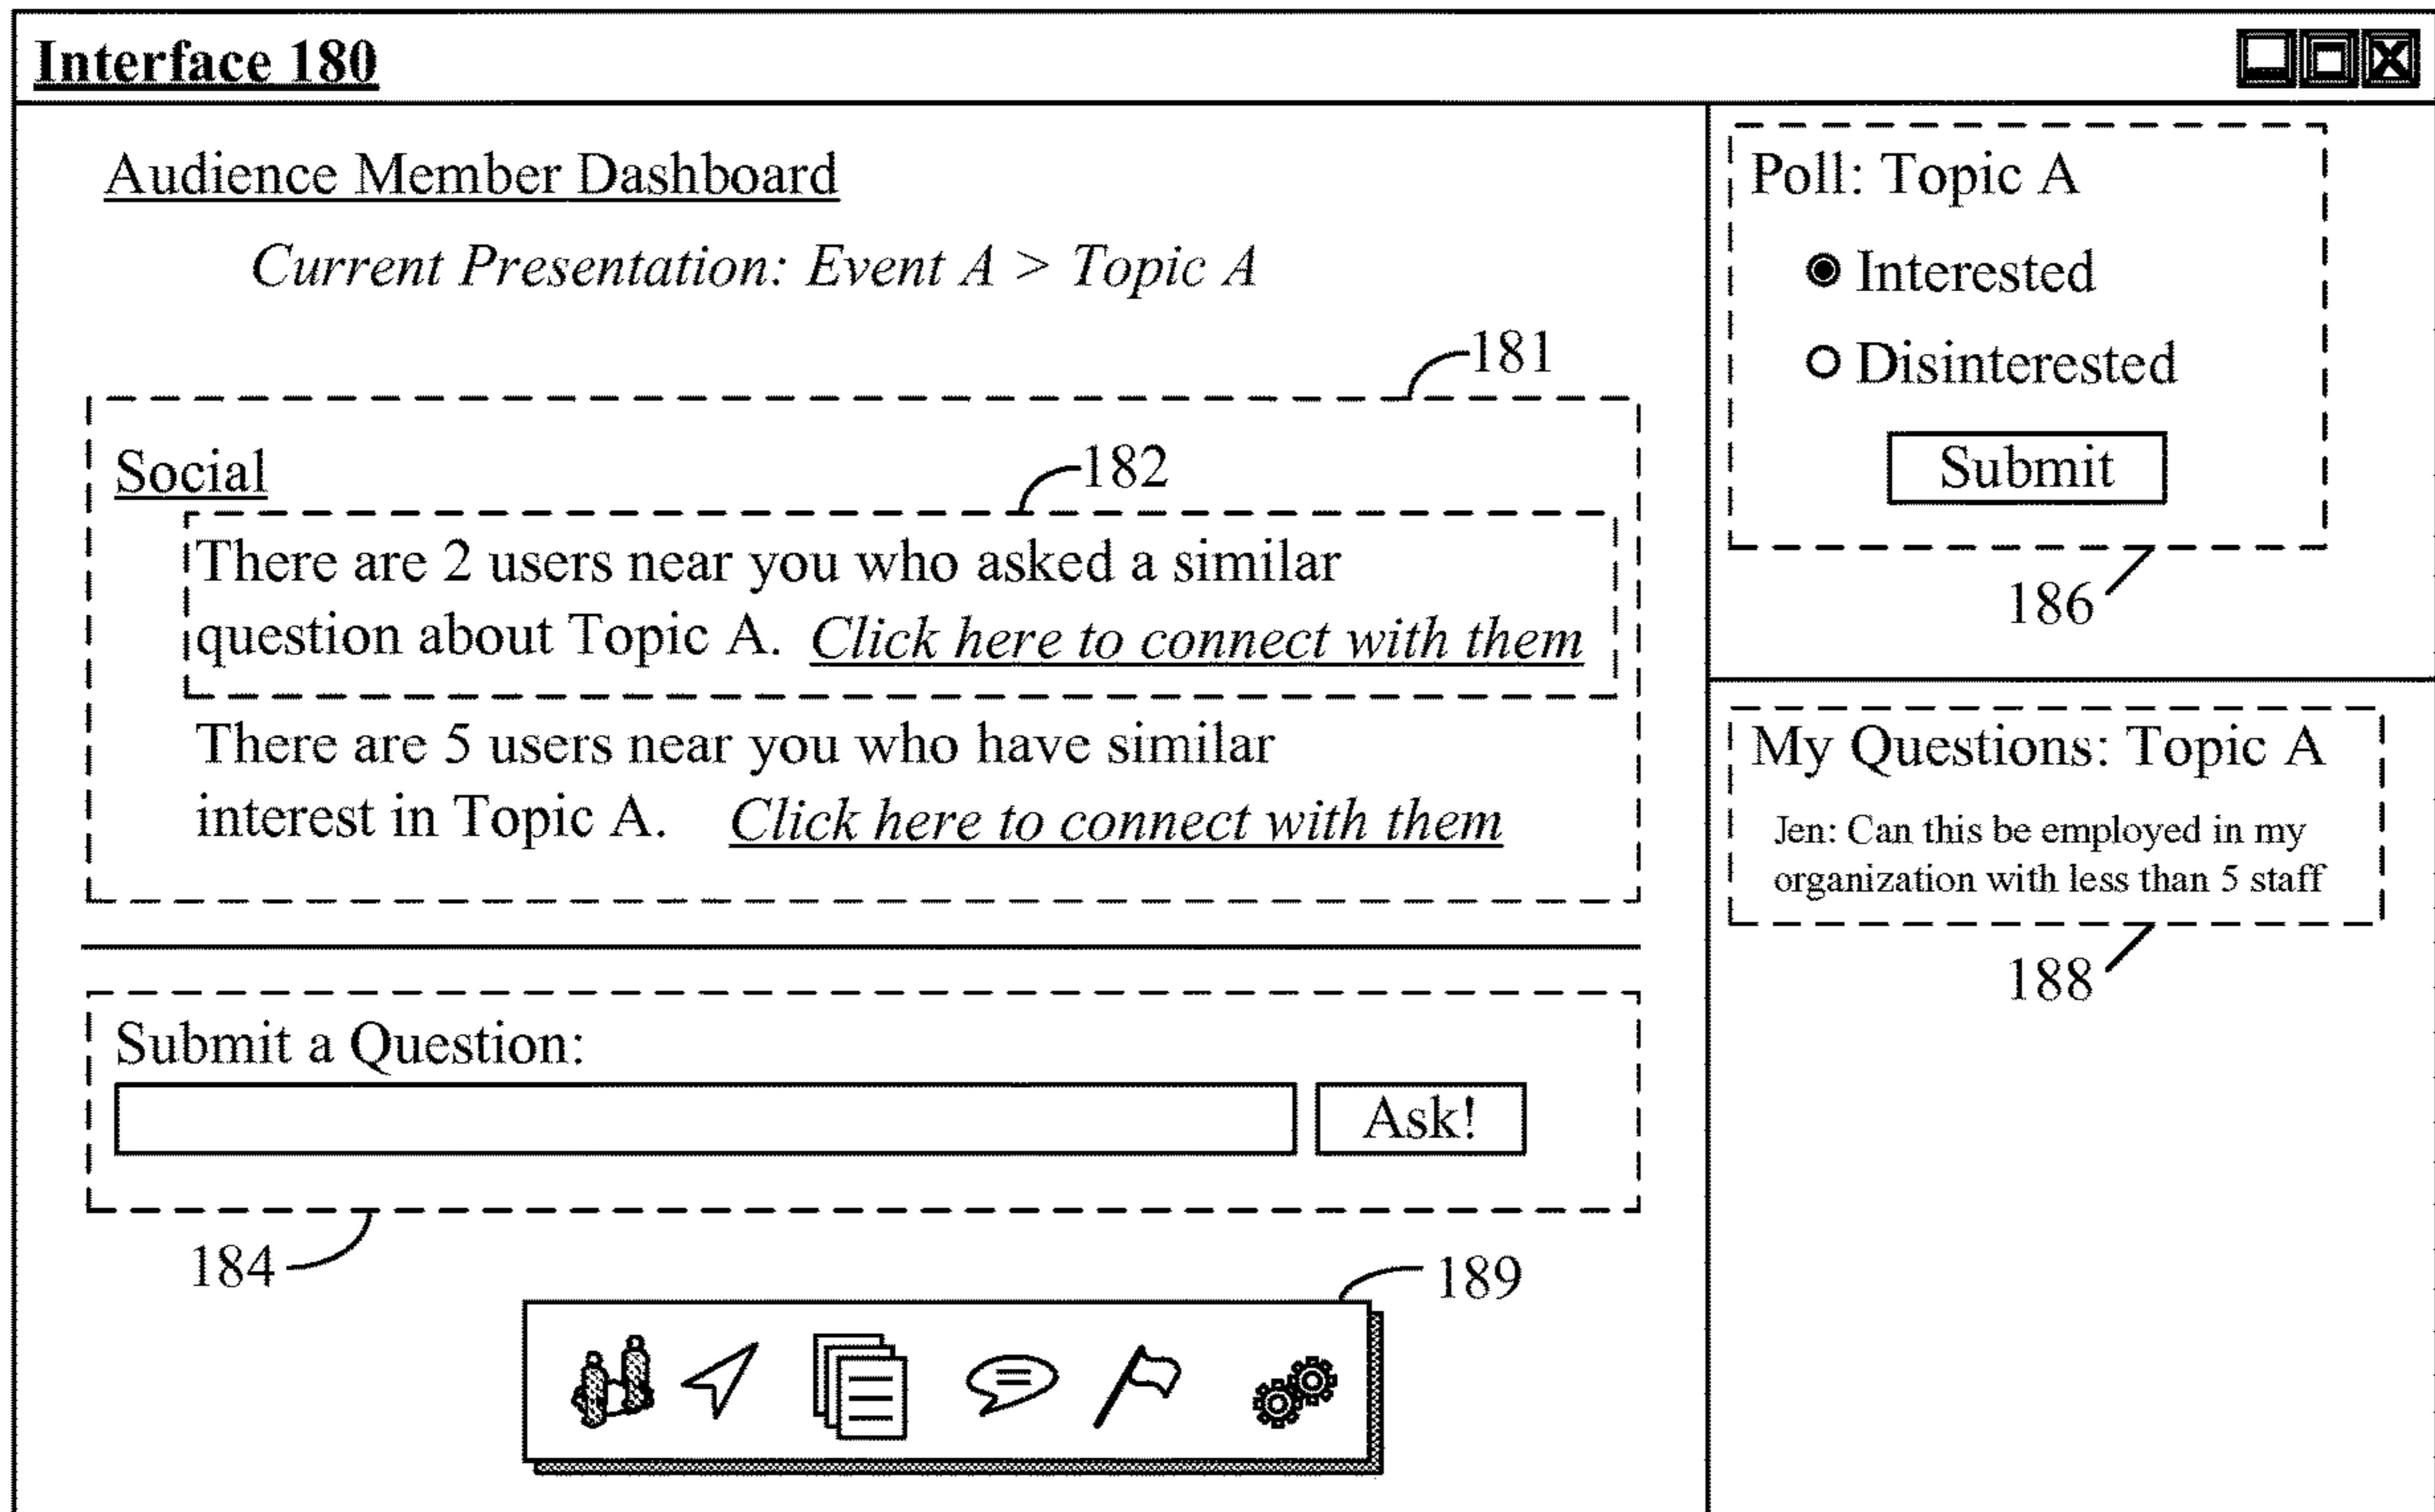 Interface 180
Audience Member Dashboard
Current Presentation: Event A > Topic A
181
Social
182
There are 2 users near you who asked a similar
question about Topic A. Click here to connect with them
There are 5 users near you who have similar
interest in Topic A. Click here to connect with them
Submit a Question:
Ask!
184
189
Poll: Topic A
Interested
Disinterested
Submit
186
My Questions: Topic A
Jen: Can this be employed in my
organization with less than 5 staff
188